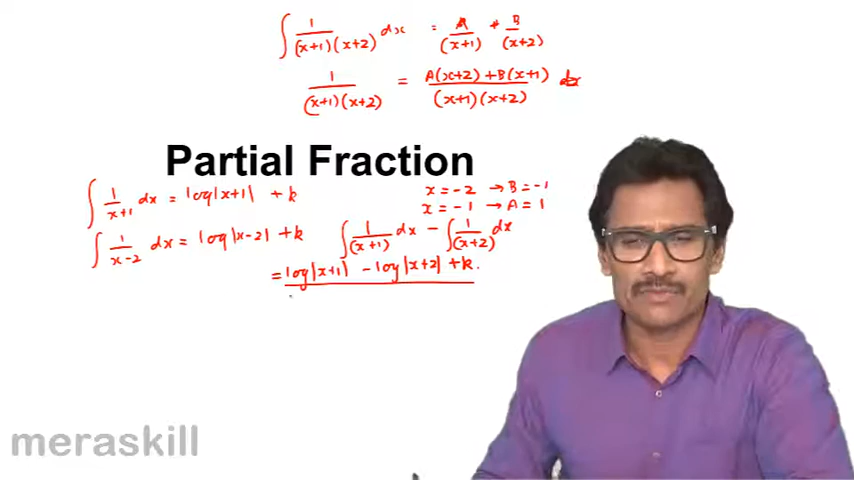 ∫ 1/(x+1)(x+2) dx = A/(x+1) + B/(x+2)
1/(x+1)(x+2) = A(x+2)+B(x+1)/(x+1)(x+2) dx
Partial Fraction
∫ 1/x+1 dx = log|x+1| + k
x = -2 → B = -1
x = -1 → A = 1
∫ 1/x-2 dx = log|x-2| + k
∫ 1/(x+1) dx - ∫ 1/(x+2) dx
= log|x+1| - log|x+2| + k.
meraskill